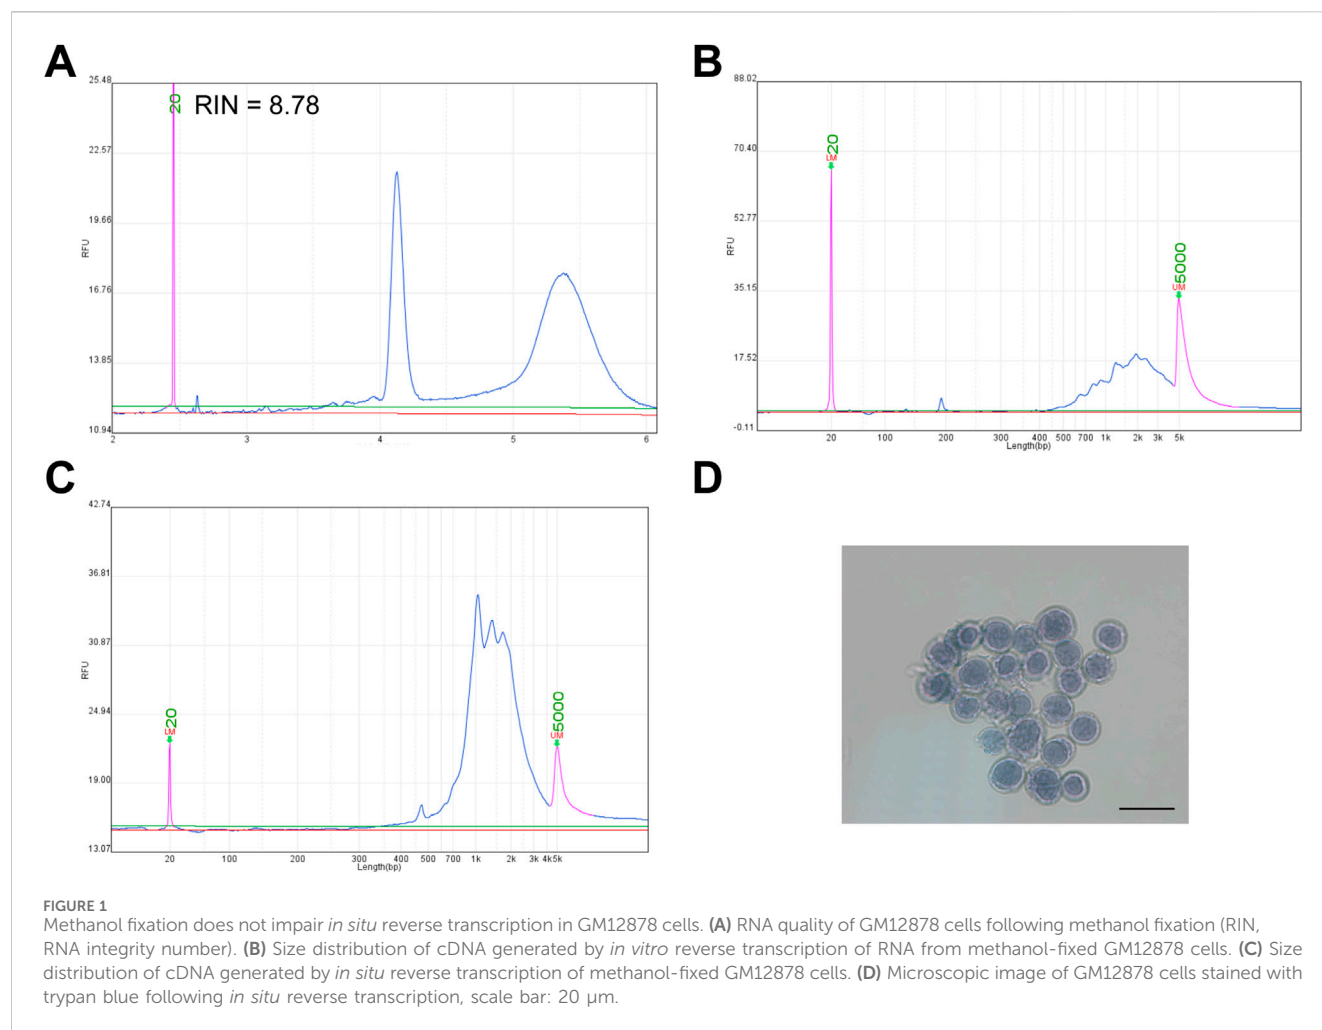 A
B
25.48
20
RIN = 8.78
22.57
19.66
RFU
16.76
13.85
10.94
2 3 4 5 6
88.02
20
LM
70.40
52.77
RFU
5000
UM
35.15
17.52
-0.11
20 100 200 300 400 500 700 1k 2k 3k 5k
Length(bp)
C
D
42.74
36.81
30.87
RFU
24.94
20
LM
5000
UM
19.00
13.07
20 100 200 300 400 500 700 1k 2k 3k 4k5k
Length(bp)
FIGURE 1
Methanol fixation does not impair in situ reverse transcription in GM12878 cells. (A) RNA quality of GM12878 cells following methanol fixation (RIN,
RNA integrity number). (B) Size distribution of cDNA generated by in vitro reverse transcription of RNA from methanol-fixed GM12878 cells. (C) Size
distribution of cDNA generated by in situ reverse transcription of methanol-fixed GM12878 cells. (D) Microscopic image of GM12878 cells stained with
trypan blue following in situ reverse transcription, scale bar: 20 μm.